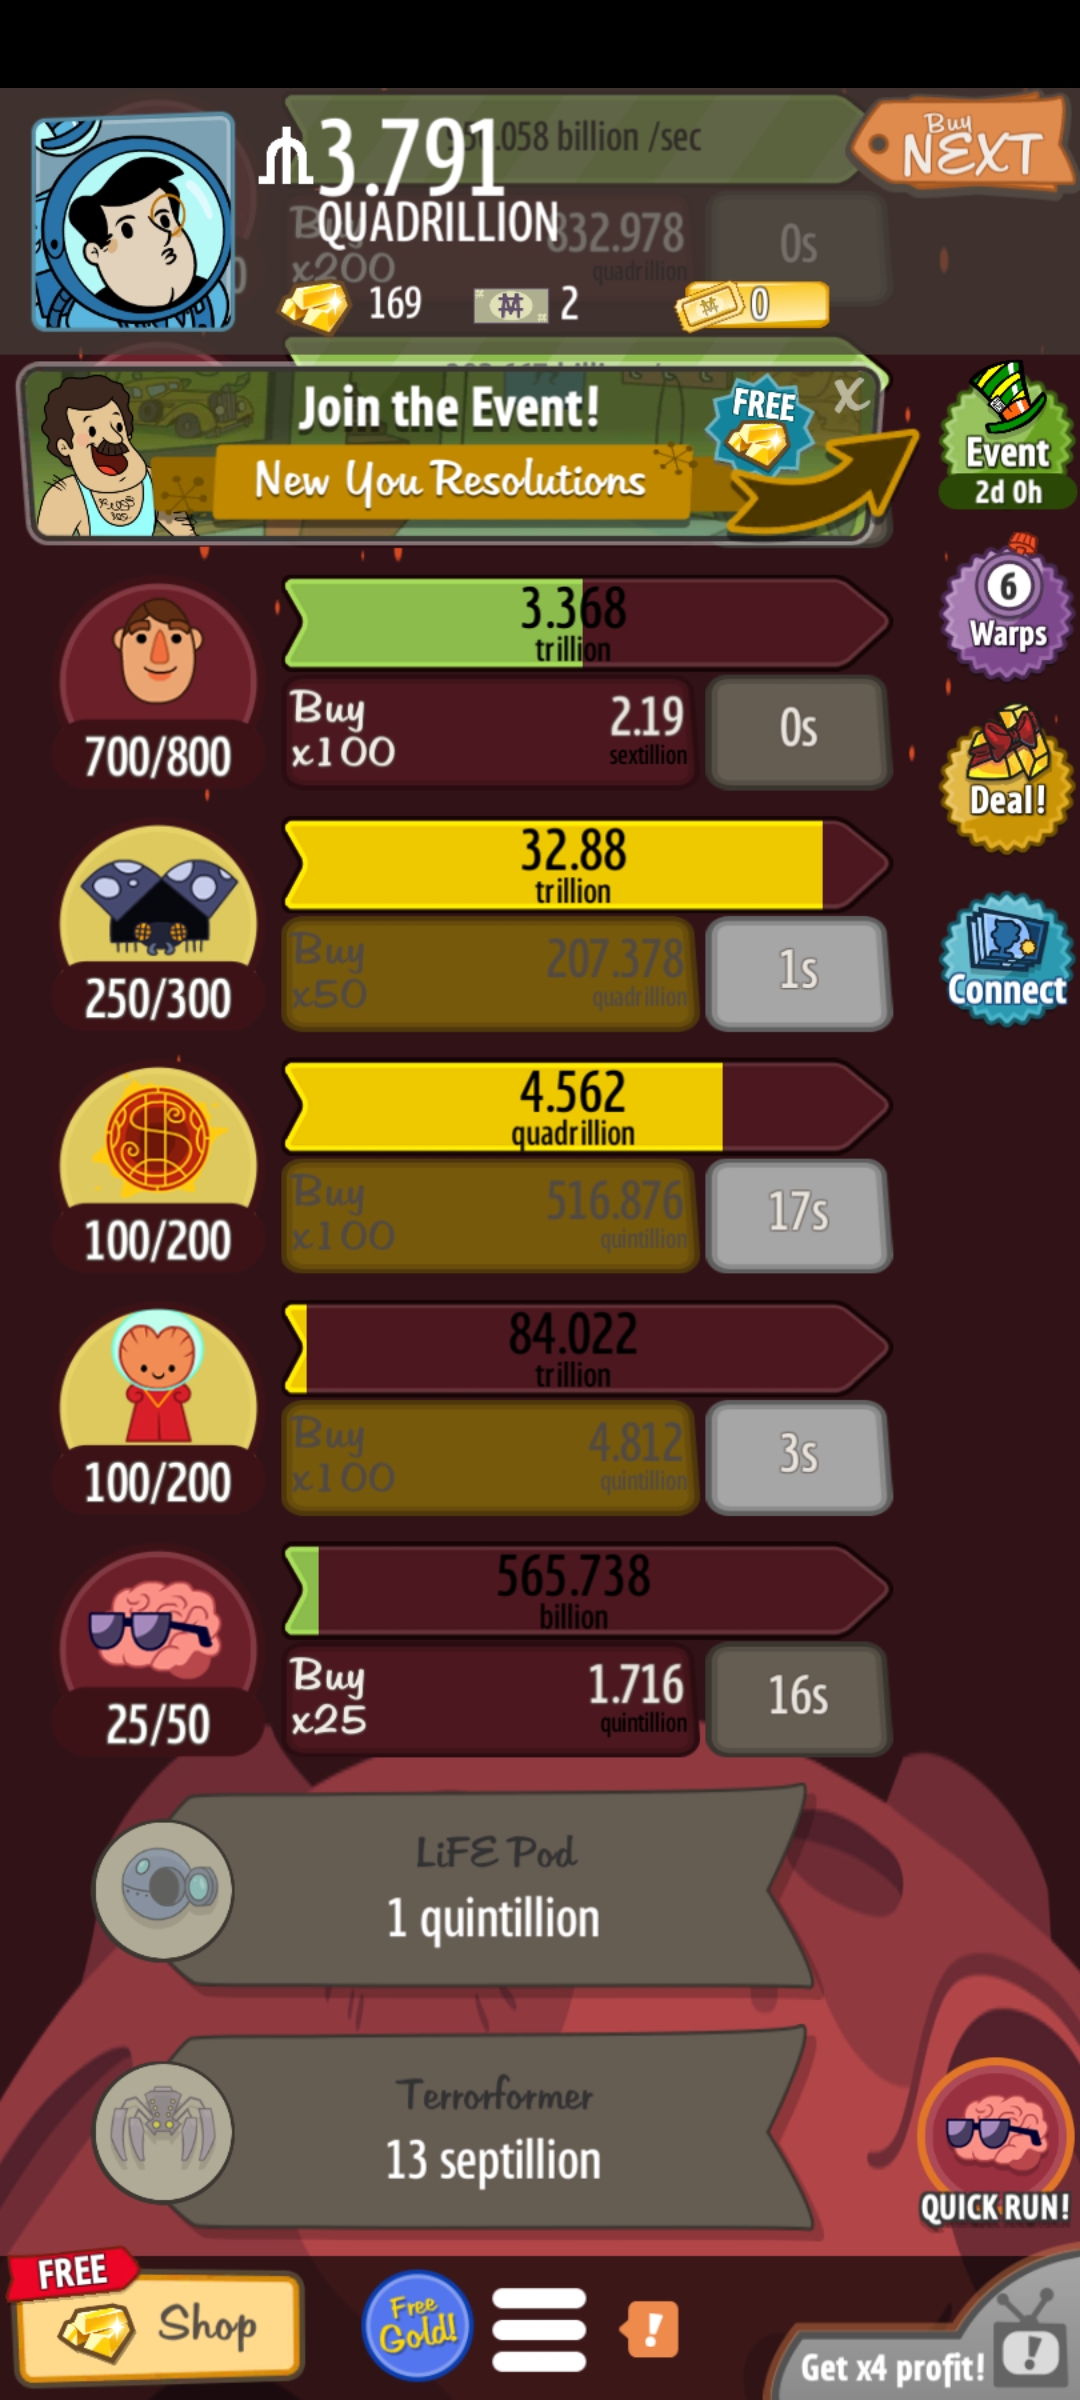 .058 billion /sec
3.791
QUADRILLION
Buy
NEXT
Buy
x200
832.978
quadrillion
0s
169
2
0
Join the Event!
FREE
X
New You Resolutions
Event
2d 0h
3.368
trillion
700/800
Buy
x100
2.19
sextillion
0s
6
Warps
32.88
trillion
250/300
Buy
x50
207.378
quadrillion
1s
Deal!
Connect
4.562
quadrillion
100/200
Buy
x100
516.876
quintillion
17s
84.022
trillion
100/200
Buy
x100
4.812
quintillion
3s
565.738
billion
25/50
Buy
x25
1.716
quintillion
16s
LiFE Pod
1 quintillion
Terrorformer
13 septillion
QUICK RUN!
FREE
Shop
Free
Gold!
!
Get x4 profit!
!